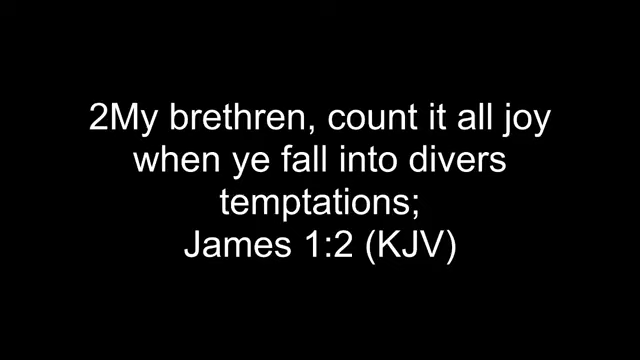 2My brethren, count it all joy
when ye fall into divers
temptations;
James 1:2 (KJV)